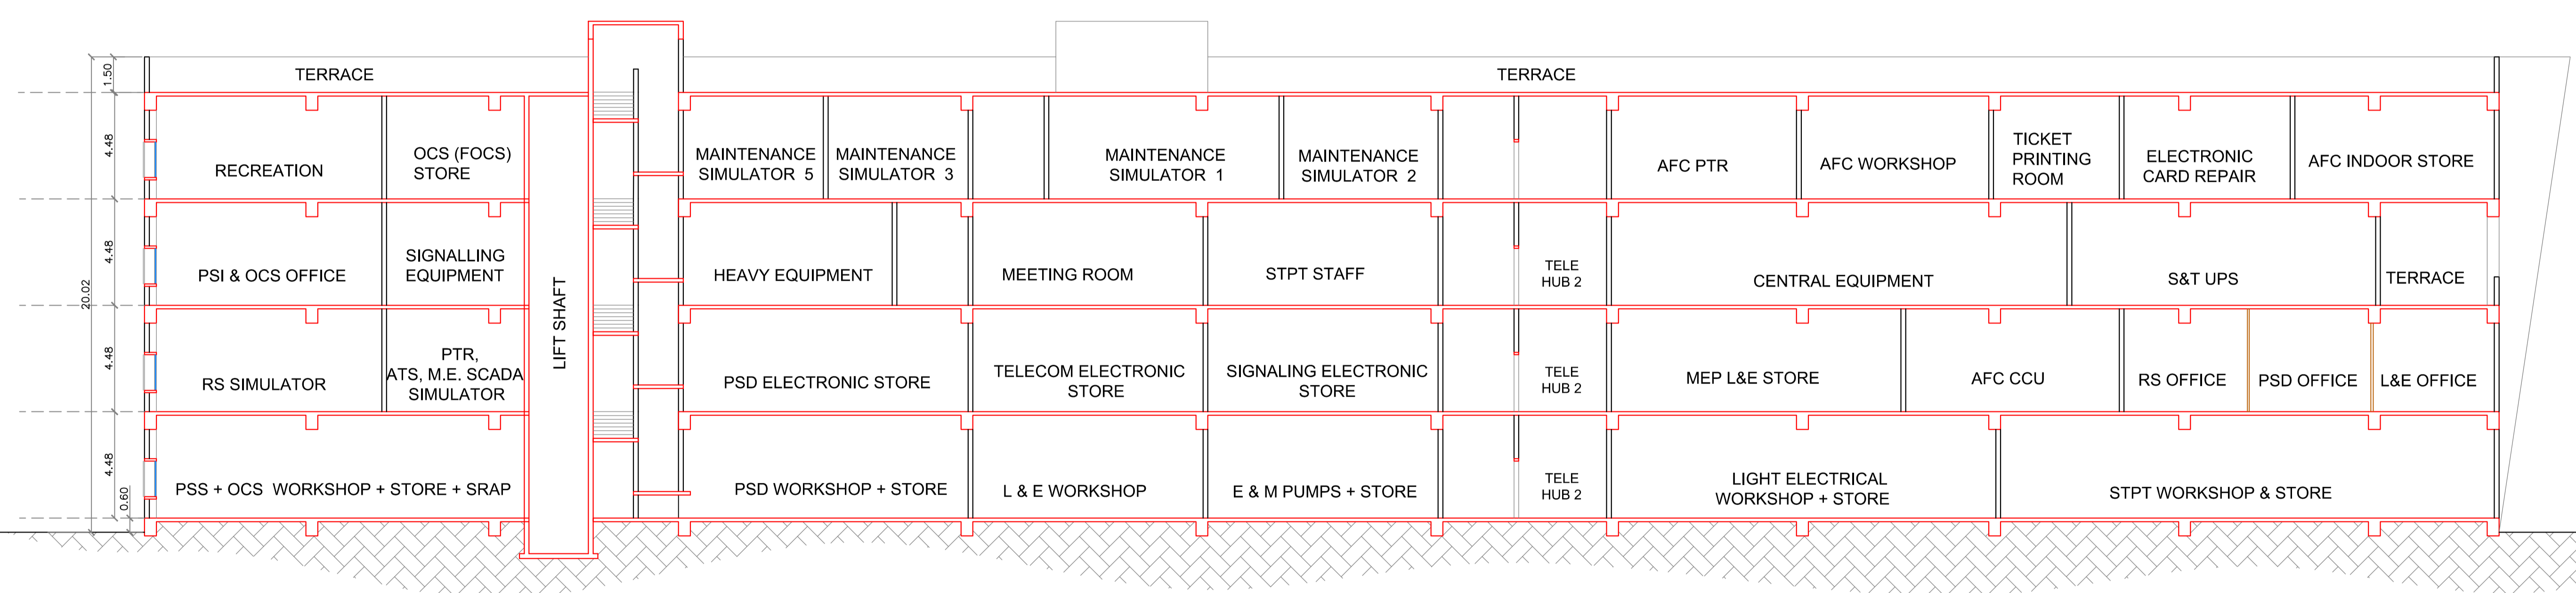 TERRACE
TERRACE
1.50
4.48
4.48
4.48
4.48
20.02
0.60
RECREATION
OCS (FOCS)
STORE
MAINTENANCE
SIMULATOR 5
MAINTENANCE
SIMULATOR 3
MAINTENANCE
SIMULATOR 1
MAINTENANCE
SIMULATOR 2
AFC PTR
AFC WORKSHOP
TICKET
PRINTING
ROOM
ELECTRONIC
CARD REPAIR
AFC INDOOR STORE
PSI & OCS OFFICE
SIGNALLING
EQUIPMENT
LIFT SHAFT
HEAVY EQUIPMENT
MEETING ROOM
STPT STAFF
TELE
HUB 2
CENTRAL EQUIPMENT
S&T UPS
TERRACE
RS SIMULATOR
PTR,
ATS, M.E. SCADA
SIMULATOR
PSD ELECTRONIC STORE
TELECOM ELECTRONIC
STORE
SIGNALING ELECTRONIC
STORE
TELE
HUB 2
MEP L&E STORE
AFC CCU
RS OFFICE
PSD OFFICE
L&E OFFICE
PSS + OCS WORKSHOP + STORE + SRAP
PSD WORKSHOP + STORE
L & E WORKSHOP
E & M PUMPS + STORE
TELE
HUB 2
LIGHT ELECTRICAL
WORKSHOP + STORE
STPT WORKSHOP & STORE